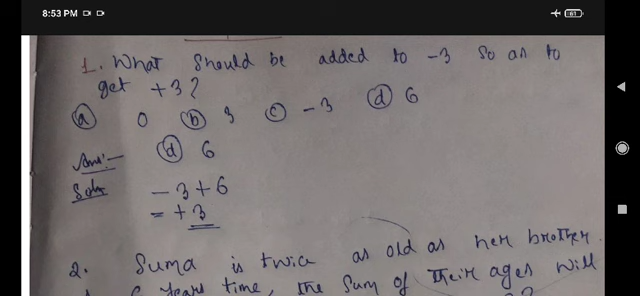 8:53 PM
61
1. What should be added to -3 so as to
get +3?
(a) 0 (b) 3 (c) -3 (d) 6
Ans:- (d) 6
Soln -3+6
= +3
2. Suma is twice as old as her brother.
years time, the sum of their ages will